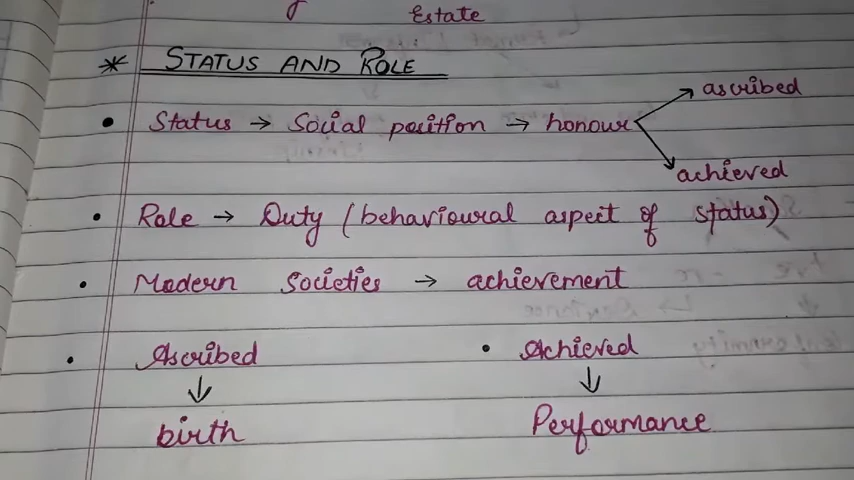 Estate
* STATUS AND ROLE
• Status → Social position → honour
ascribed
achieved
• Role → Duty (behavioural aspect of status)
• Modern Societies → achievement
• Ascribed • Achieved
↓ ↓
birth Performance